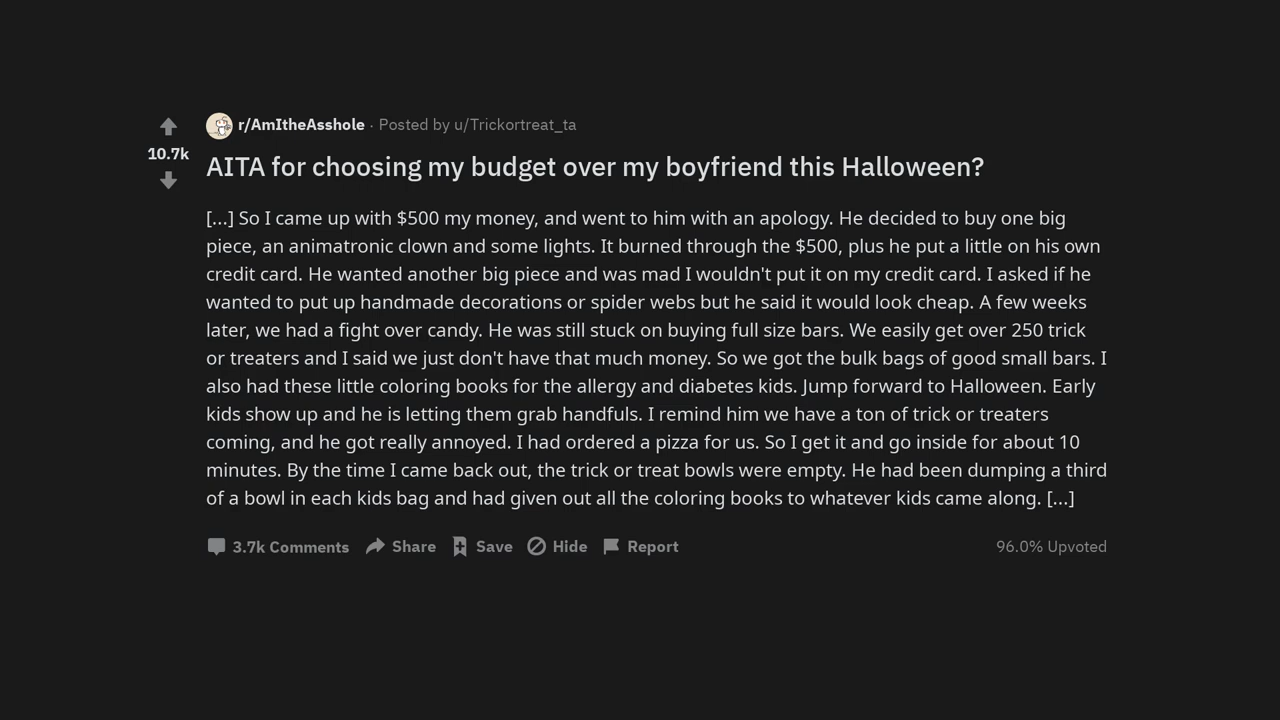 r/AmItheAsshole · Posted by u/Trickortreat_ta
10.7k
AITA for choosing my budget over my boyfriend this Halloween?
[...] So I came up with $500 my money, and went to him with an apology. He decided to buy one big
piece, an animatronic clown and some lights. It burned through the $500, plus he put a little on his own
credit card. He wanted another big piece and was mad I wouldn't put it on my credit card. I asked if he
wanted to put up handmade decorations or spider webs but he said it would look cheap. A few weeks
later, we had a fight over candy. He was still stuck on buying full size bars. We easily get over 250 trick
or treaters and I said we just don't have that much money. So we got the bulk bags of good small bars. I
also had these little coloring books for the allergy and diabetes kids. Jump forward to Halloween. Early
kids show up and he is letting them grab handfuls. I remind him we have a ton of trick or treaters
coming, and he got really annoyed. I had ordered a pizza for us. So I get it and go inside for about 10
minutes. By the time I came back out, the trick or treat bowls were empty. He had been dumping a third
of a bowl in each kids bag and had given out all the coloring books to whatever kids came along. [...]
3.7k Comments Share Save Hide Report 96.0% Upvoted